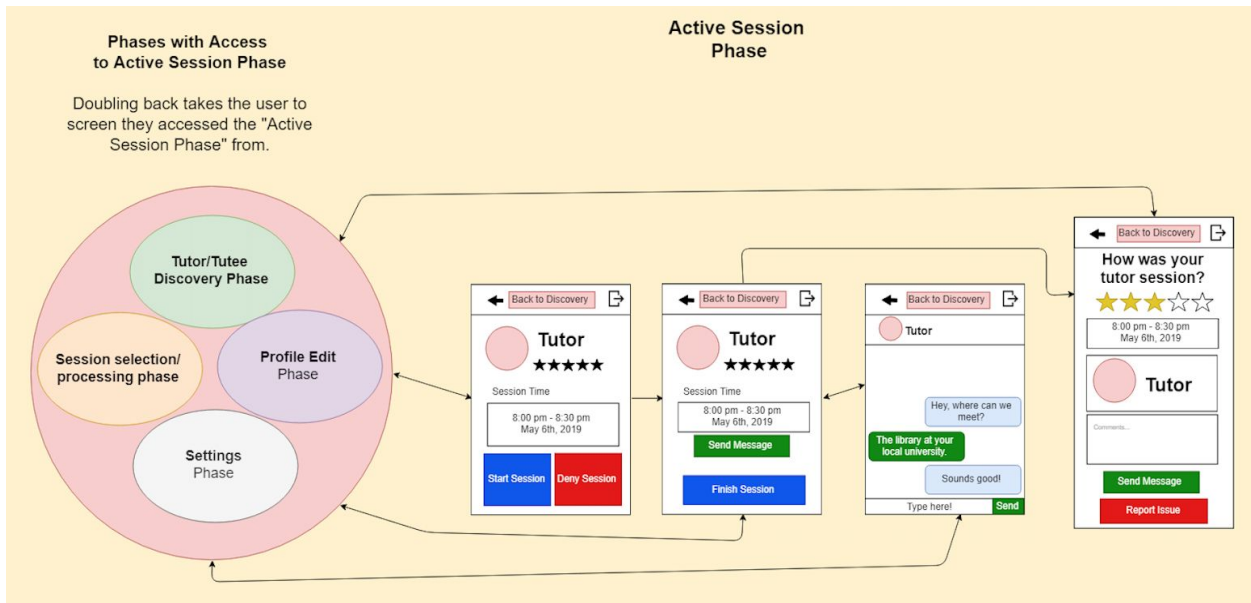 Phases with Access
to Active Session Phase
Doubling back takes the user to
screen they accessed the "Active
Session Phase" from.
Active Session
Phase
Tutor/Tutee
Discovery Phase
Session selection/
processing phase
Profile Edit
Phase
Settings
Phase
Back to Discovery
Tutor
Session Time
8:00 pm - 8:30 pm
May 6th, 2019
Start Session
Deny Session
Back to Discovery
Tutor
Session Time
8:00 pm - 8:30 pm
May 6th, 2019
Send Message
Finish Session
Back to Discovery
Tutor
Hey, where can we
meet?
The library at your
local university.
Sounds good!
Type here!
Send
Back to Discovery
How was your
tutor session?
8:00 pm - 8:30 pm
May 6th, 2019
Tutor
Comments...
Send Message
Report Issue